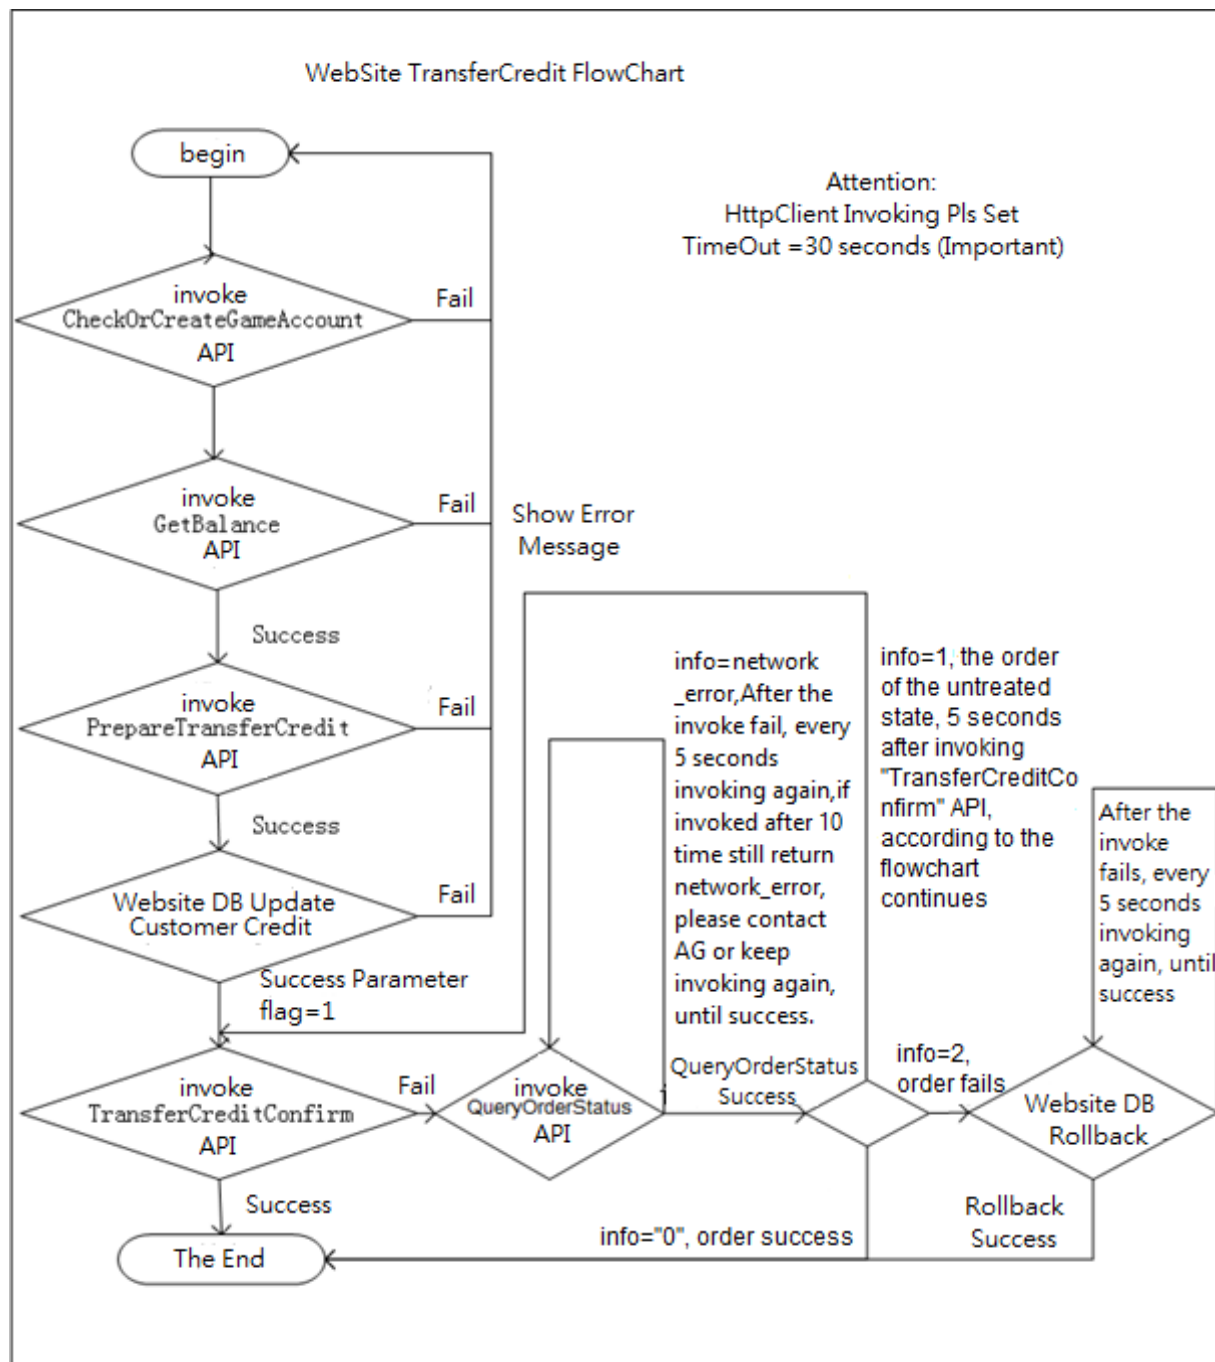 WebSite TransferCredit FlowChart
begin
Attention:
HttpClient Invoking Pls Set
TimeOut =30 seconds (Important)
invoke
CheckOrCreateGameAccount
API
Fail
invoke
GetBalance
API
Fail
Show Error
Message
Success
invoke
PrepareTransferCredit
API
Fail
Success
Website DB Update
Customer Credit
Fail
Success Parameter
flag=1
info=network
_error,After the
invoke fail, every
5 seconds
invoking again,if
invoked after 10
time still return
network_error,
please contact
AG or keep
invoking again,
until success.
info=1, the order
of the untreated
state, 5 seconds
after invoking
"TransferCreditCo
nfirm" API,
according to the
flowchart
continues
After the
invoke
fails, every
5 seconds
invoking
again, until
success
invoke
TransferCreditConfirm
API
Fail
invoke
QueryOrderStatus
API
QueryOrderStatus
Success
info=2,
order fails
Website DB
Rollback
Success
info="0", order success
Rollback
Success
The End